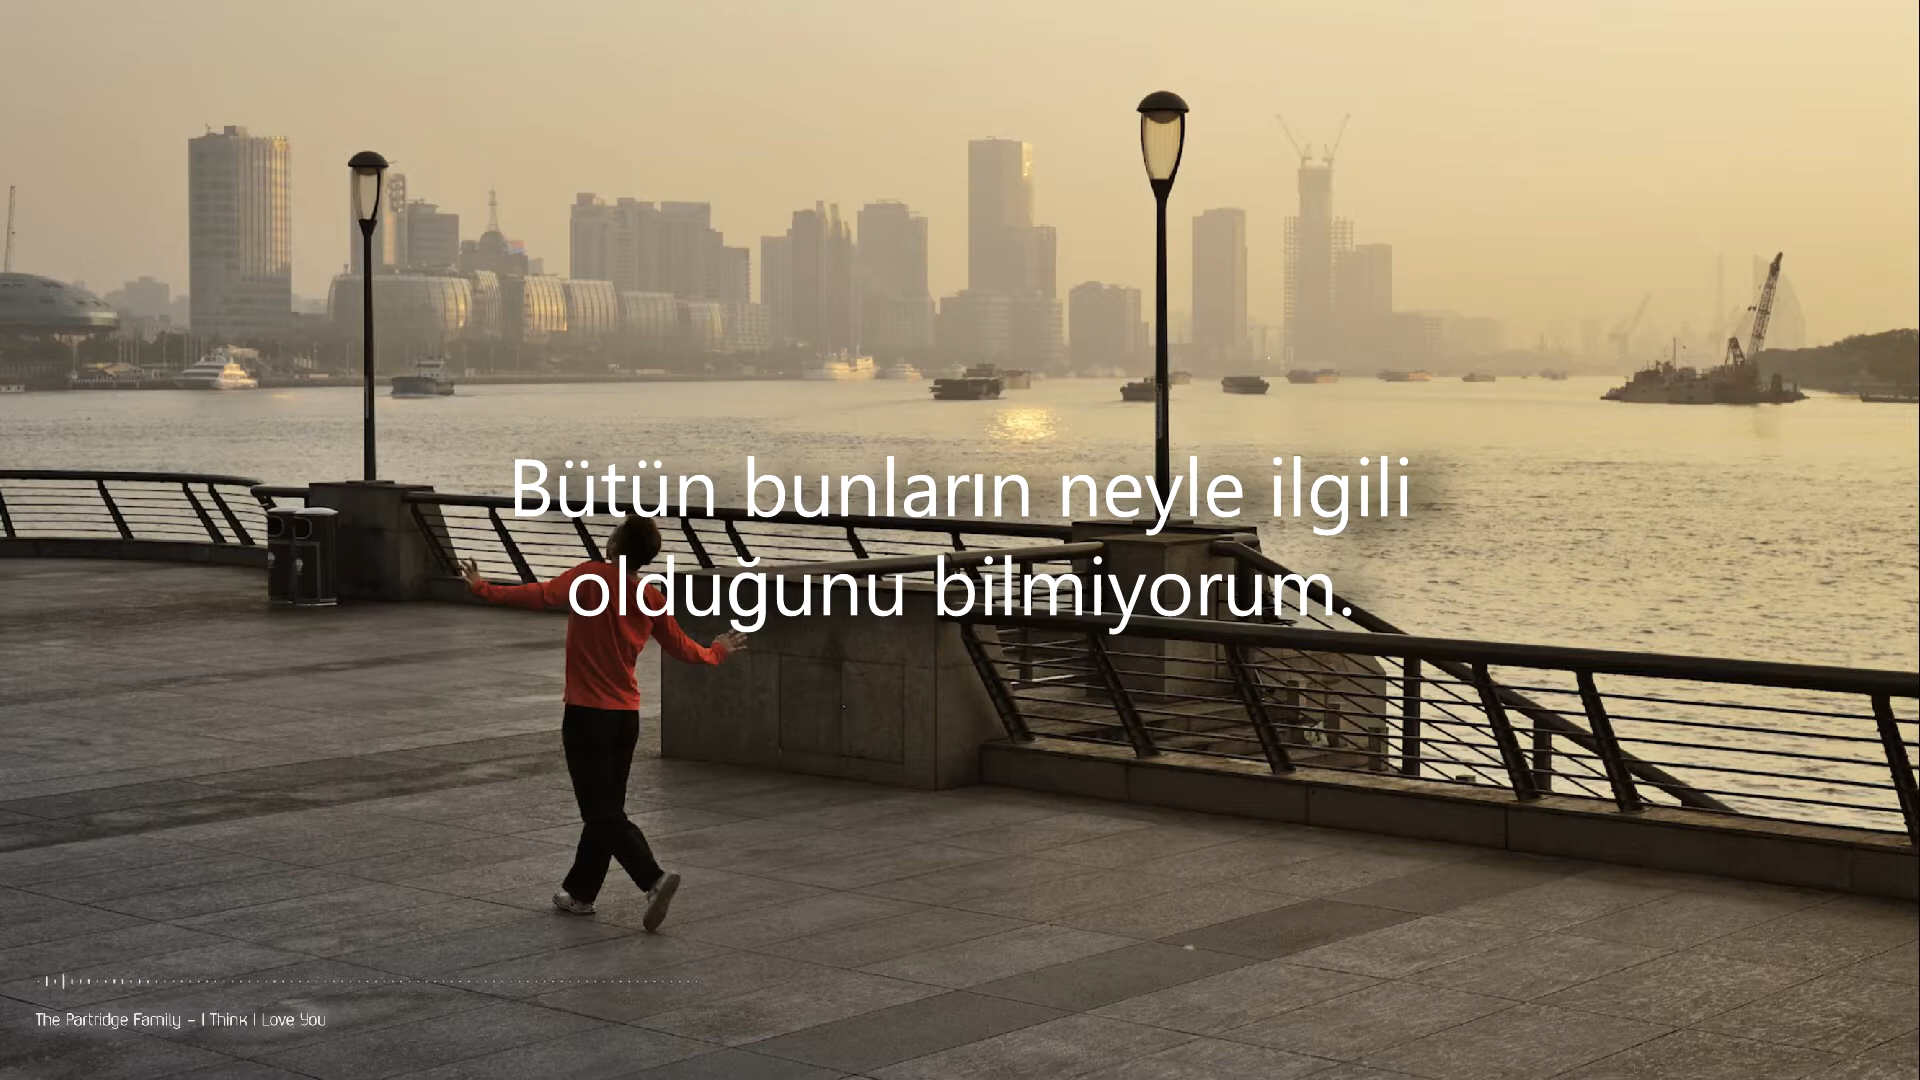 Bütün bunların neyle ilgili
olduğunu bilmiyorum.
The Partridge Family – I Think I Love You